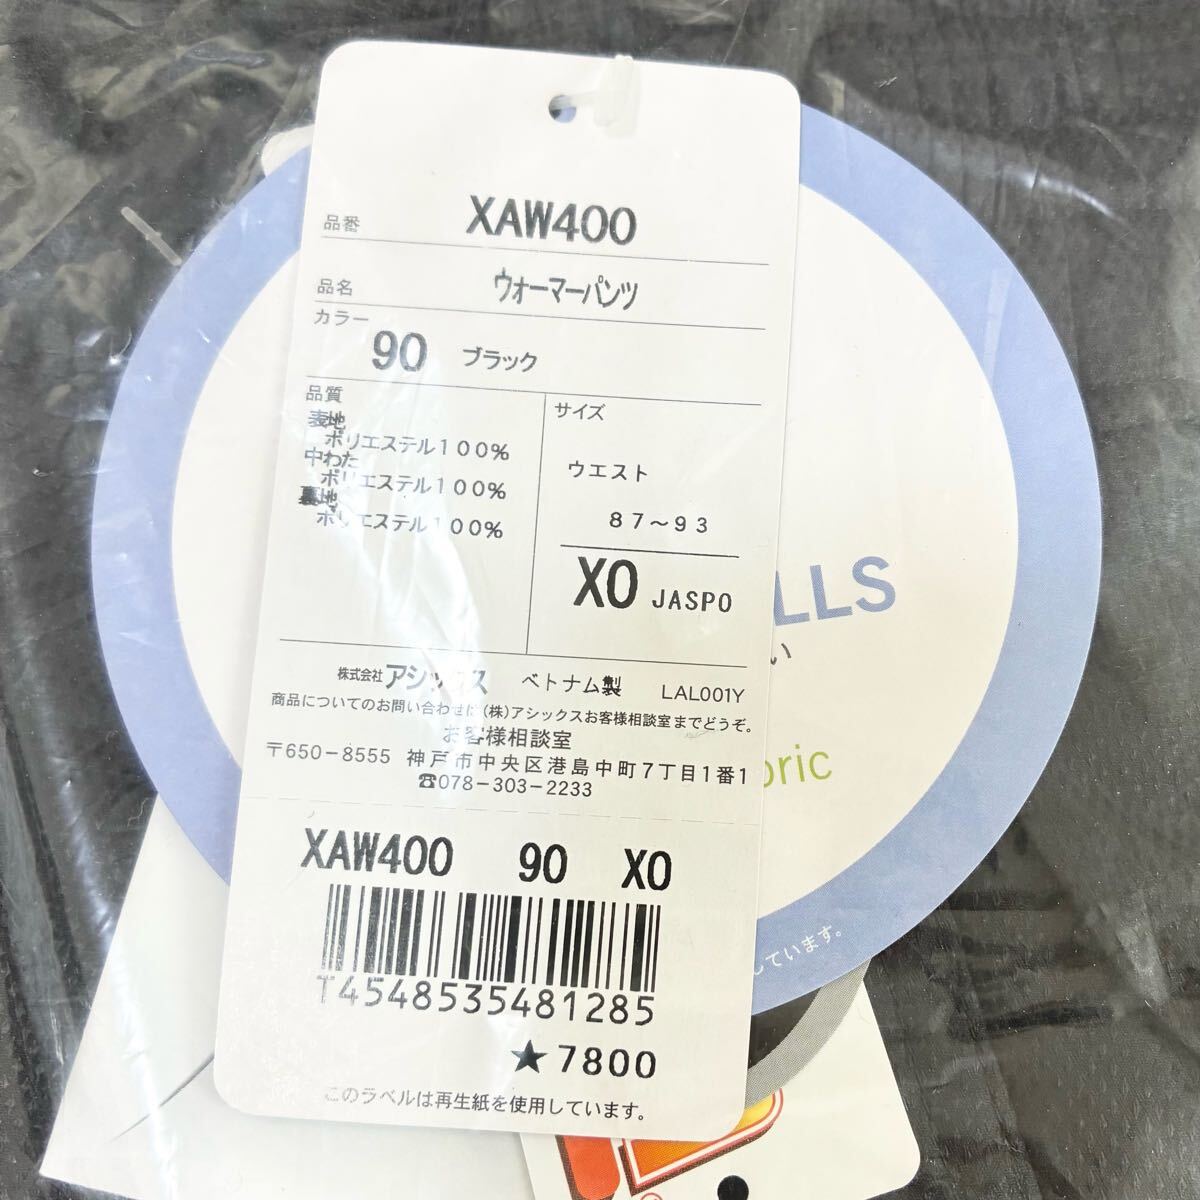 品番 XAW400
品名 ウォーマーパンツ
カラー
90 ブラック
品質
表地
ポリエステル100%
中わた
ポリエステル100%
裏地
ポリエステル100%
サイズ
ウエスト
87〜93
XO JASPO
株式会社アシックス ベトナム製 LAL001Y
商品についてのお問い合わせは(株)アシックスお客様相談室までどうぞ。
お客様相談室
〒650-8555 神戸市中央区港島中町7丁目1番1
☎078-303-2233
XAW400 90 XO
T4548535481285
★7800
このラベルは再生紙を使用しています。
LLS
い
bric
しています。
®